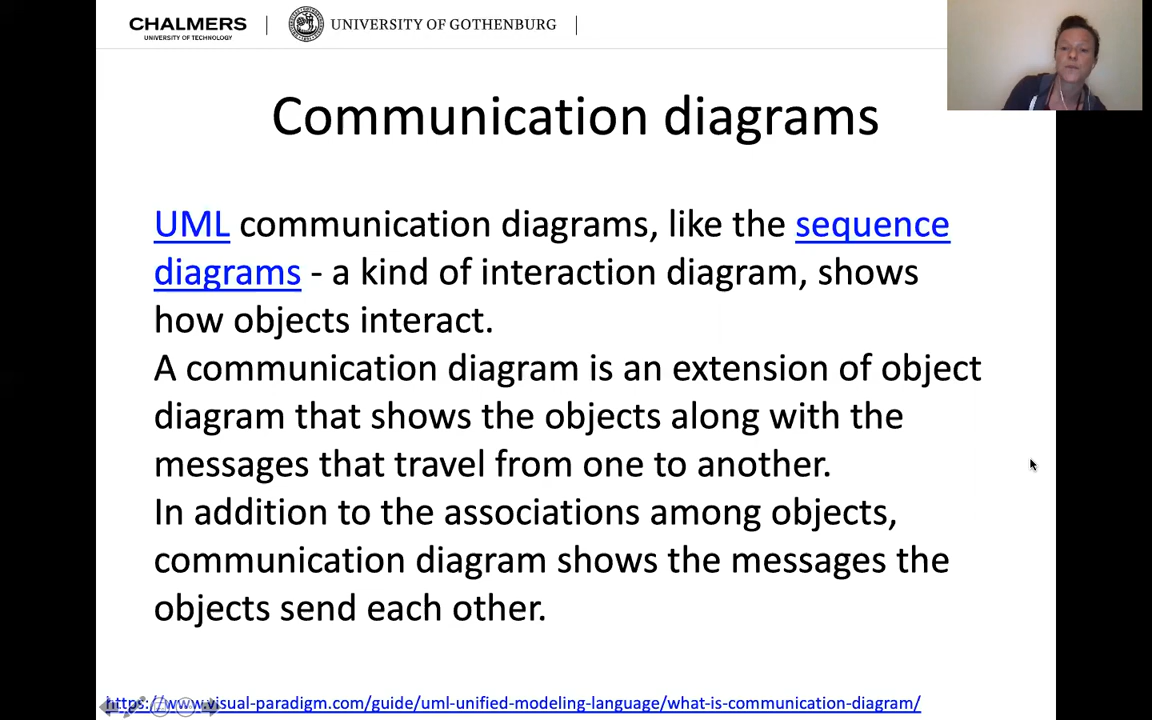 CHALMERS
UNIVERSITY OF TECHNOLOGY
UNIVERSITY OF GOTHENBURG
Communication diagrams
UML communication diagrams, like the sequence
diagrams - a kind of interaction diagram, shows
how objects interact.
A communication diagram is an extension of object
diagram that shows the objects along with the
messages that travel from one to another.
In addition to the associations among objects,
communication diagram shows the messages the
objects send each other.
https://www.visual-paradigm.com/guide/uml-unified-modeling-language/what-is-communication-diagram/